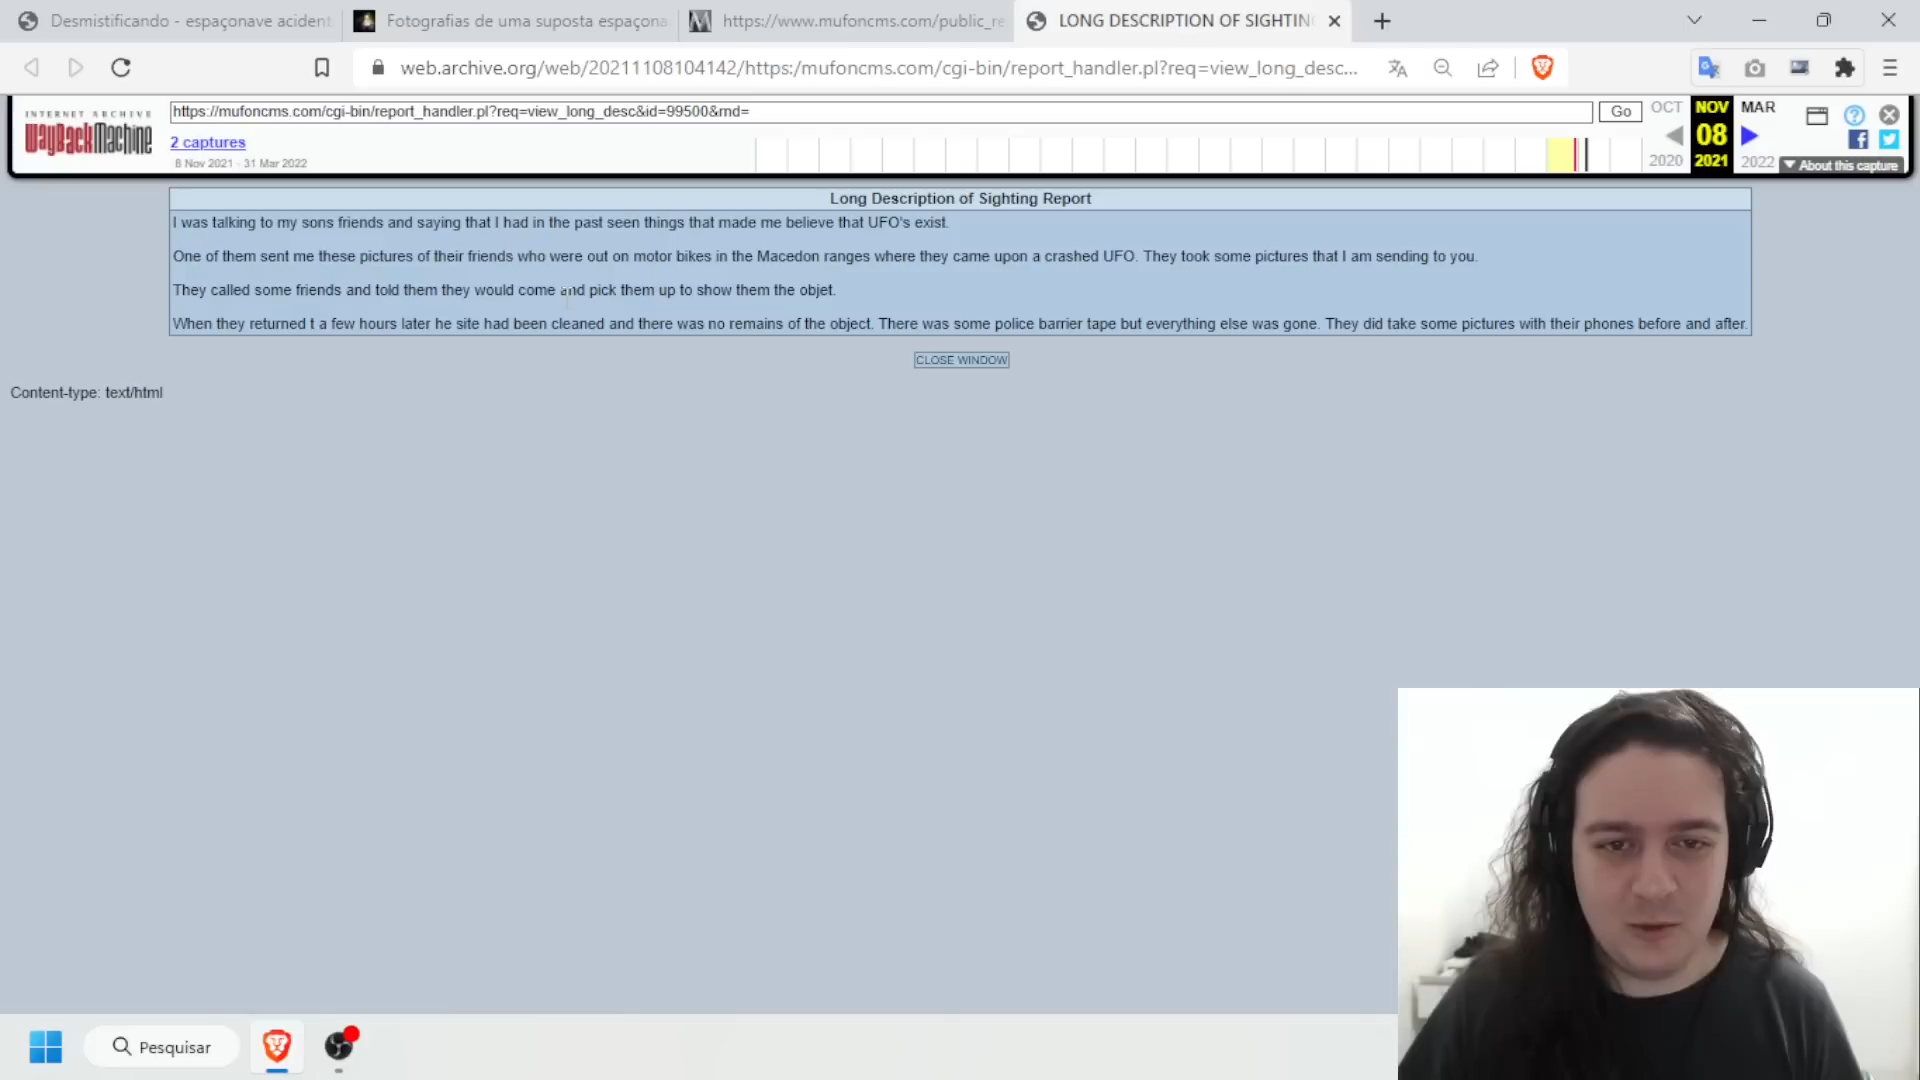 Desmistificando - espaçonave acident
Fotografias de uma suposta espaçona
https://www.mufoncms.com/public_re
LONG DESCRIPTION OF SIGHTIN
web.archive.org/web/20211108104142/https:/mufoncms.com/cgi-bin/report_handler.pl?req=view_long_desc...
INTERNET ARCHIVE
WayBackMachine
https://mufoncms.com/cgi-bin/report_handler.pl?req=view_long_desc&id=99500&rnd=
Go
OCT NOV MAR
2 captures
08
8 Nov 2021 - 31 Mar 2022
2020 2021 2022
About this capture
Long Description of Sighting Report
I was talking to my sons friends and saying that I had in the past seen things that made me believe that UFO's exist.
One of them sent me these pictures of their friends who were out on motor bikes in the Macedon ranges where they came upon a crashed UFO. They took some pictures that I am sending to you.
They called some friends and told them they would come and pick them up to show them the objet.
When they returned t a few hours later he site had been cleaned and there was no remains of the object. There was some police barrier tape but everything else was gone. They did take some pictures with their phones before and after.
CLOSE WINDOW
Content-type: text/html
Pesquisar